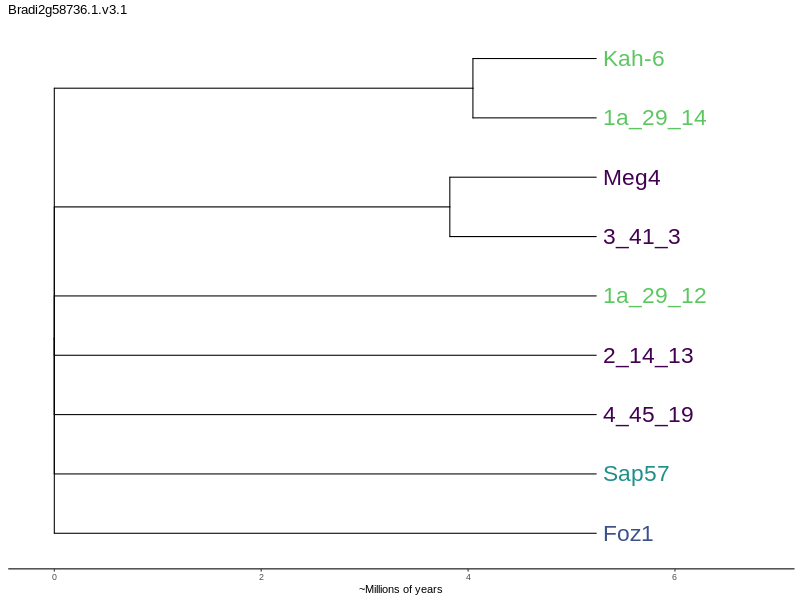 Bradi2g58736.1.v3.1
Kah-6
1a_29_14
Meg4
3_41_3
1a_29_12
2_14_13
4_45_19
Sap57
Foz1
0 2 4 6
~Millions of years